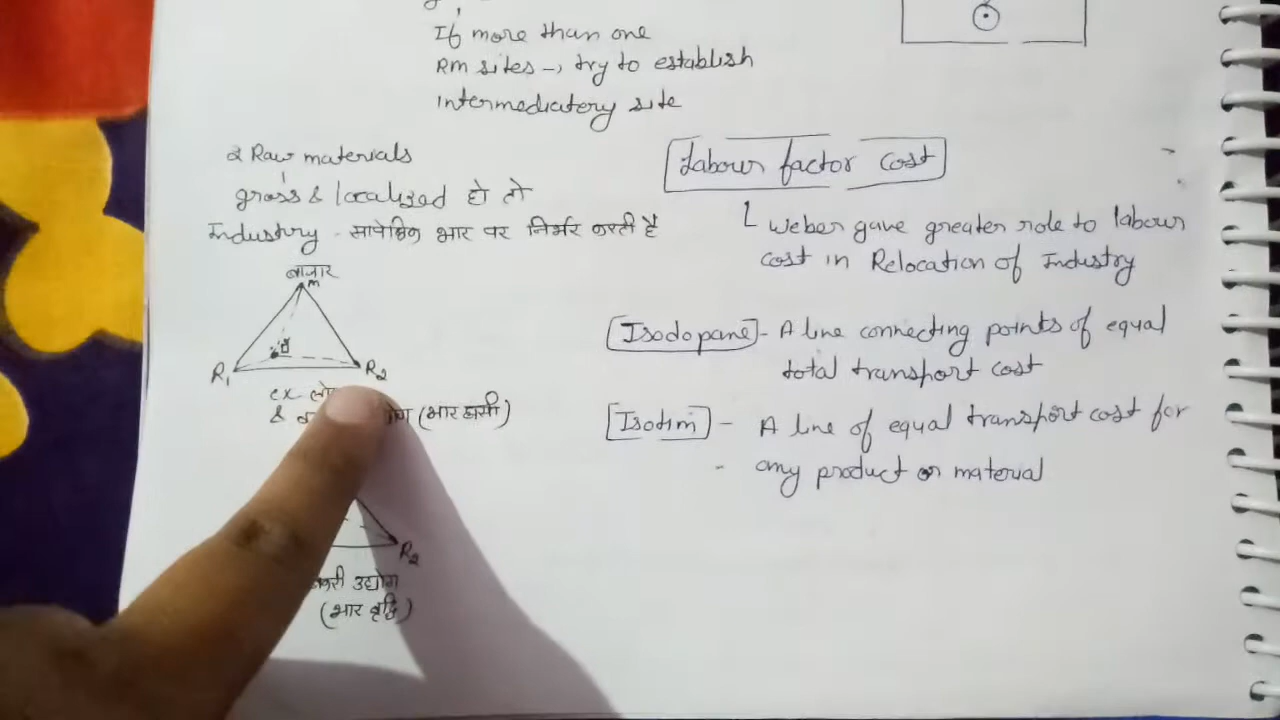 If more than one
RM sites → try to establish
intermediatery site
2 Raw materials
gross & localized हो तो
Industry - सापेक्षिक भार पर निर्भर करती है
बाजार
M
R₁
R₂
ex-
&
(भार ह्रासी)
R₂
उद्योग
(भार वृद्धि)
Labour factor cost
Weber gave greater role to labour
cost in Relocation of Industry
Isodopane - A line connecting points of equal
total transport cost
Isotim - A line of equal transport cost for
any product or material